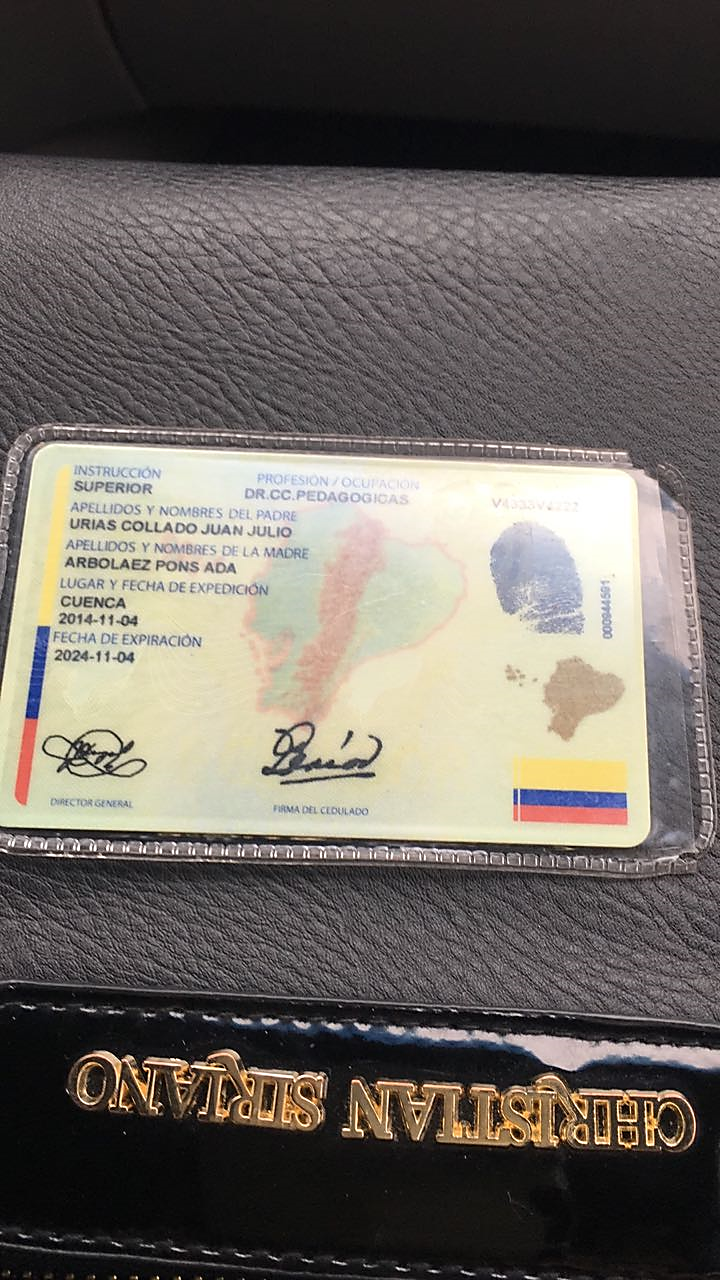 INSTRUCCIÓN
SUPERIOR
PROFESIÓN / OCUPACIÓN
DR.CC.PEDAGOGICAS
V4333V4222
APELLIDOS Y NOMBRES DEL PADRE
URIAS COLLADO JUAN JULIO
APELLIDOS Y NOMBRES DE LA MADRE
ARBOLAEZ PONS ADA
LUGAR Y FECHA DE EXPEDICIÓN
CUENCA
2014-11-04
FECHA DE EXPIRACIÓN
2024-11-04
000944591
DIRECTOR GENERAL
FIRMA DEL CEDULADO
CHRISTIAN SIRIANO